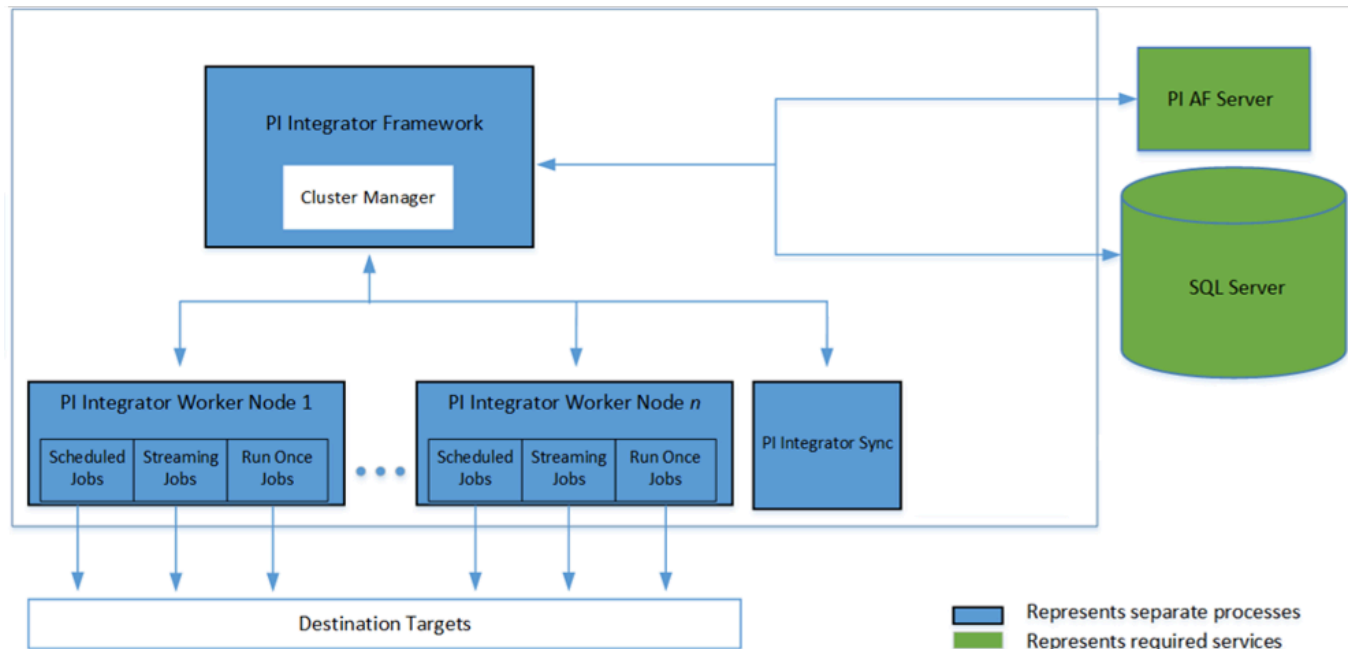 PI Integrator Framework
Cluster Manager
PI AF Server
SQL Server
PI Integrator Worker Node 1
Scheduled Jobs
Streaming Jobs
Run Once Jobs
PI Integrator Worker Node n
Scheduled Jobs
Streaming Jobs
Run Once Jobs
PI Integrator Sync
Destination Targets
Represents separate processes
Represents required services